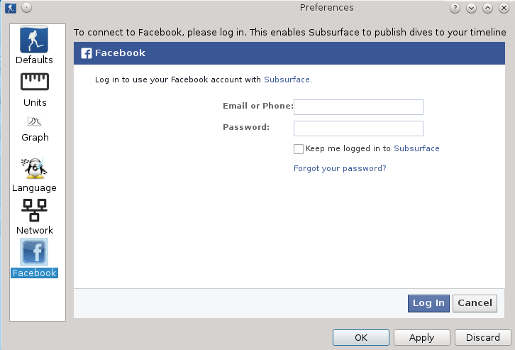 Preferences
To connect to Facebook, please log in. This enables Subsurface to publish dives to your timeline
Defaults
Units
Graph
Language
Network
Facebook
Facebook
Log in to use your Facebook account with Subsurface.
Email or Phone:
Password:
Keep me logged in to Subsurface
Forgot your password?
Log In Cancel
OK Apply Discard